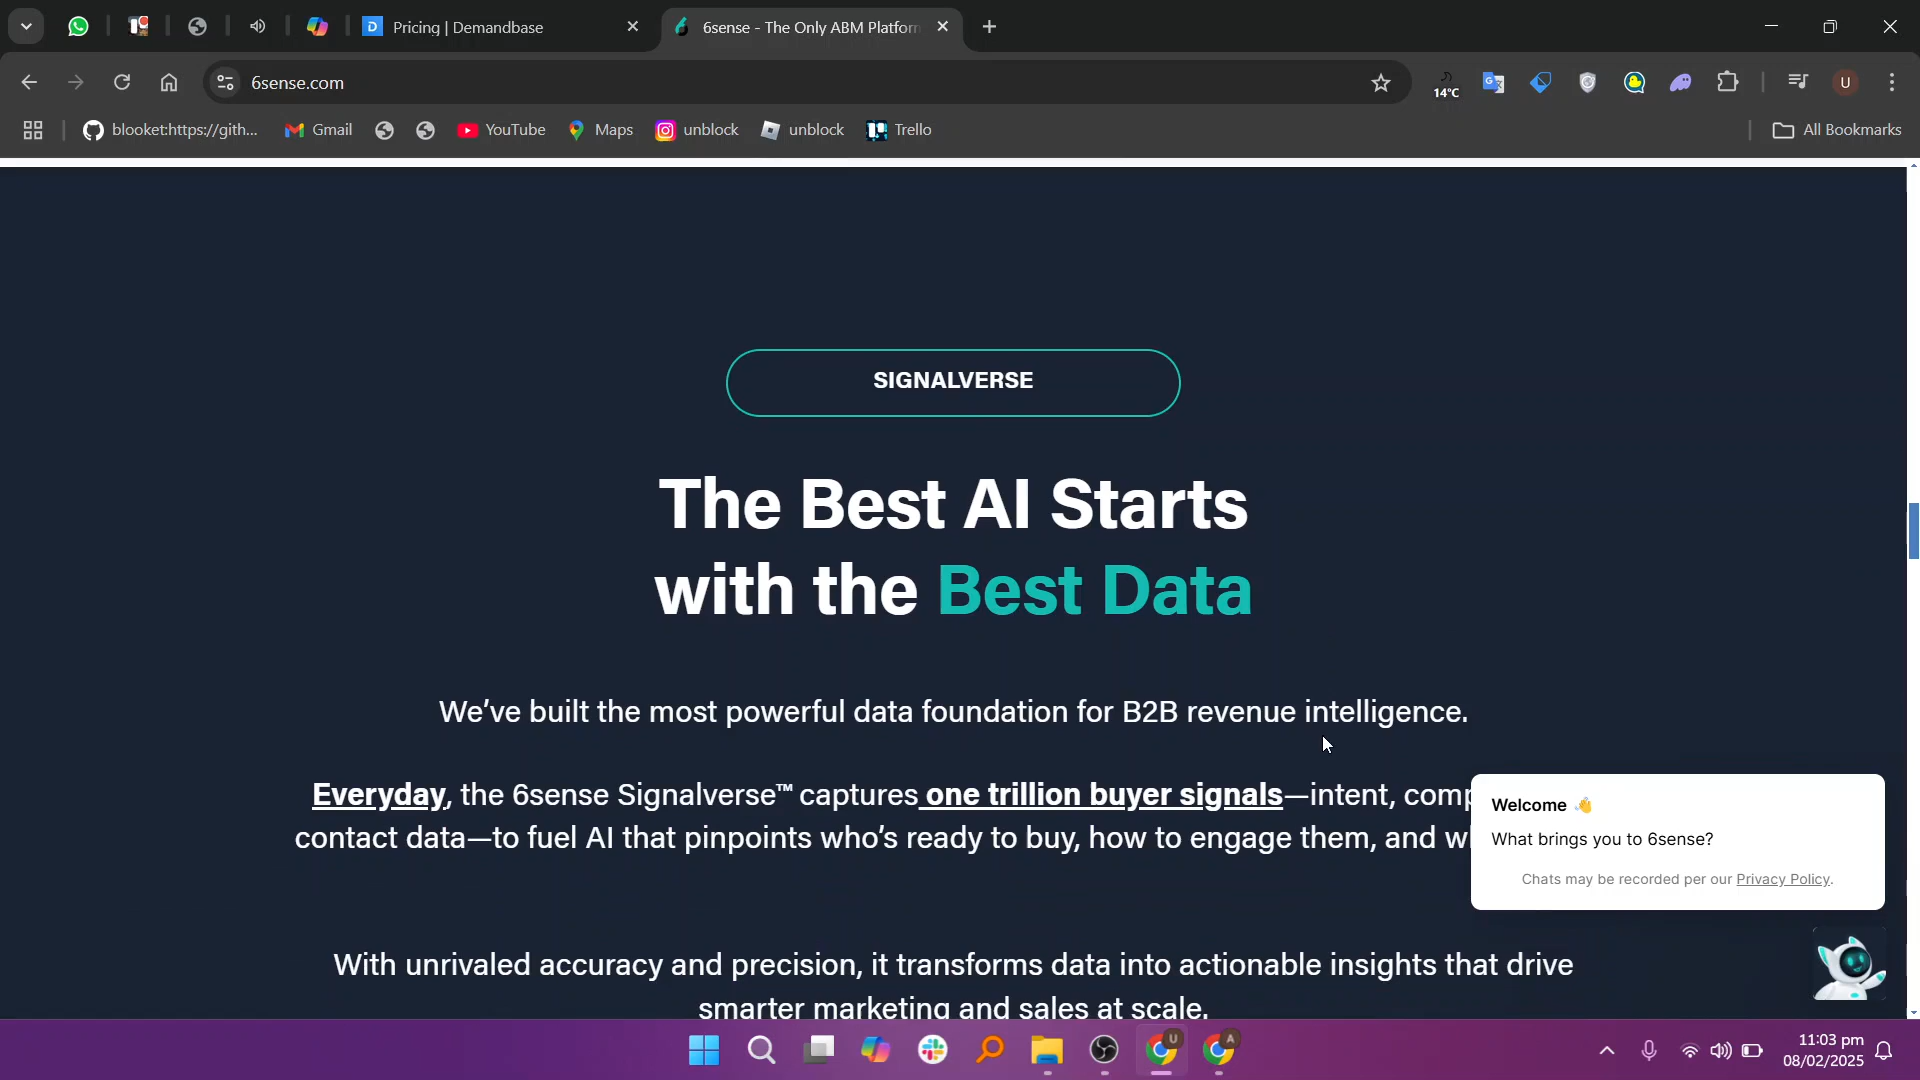 Pricing | Demandbase
6sense - The Only ABM Platform
6sense.com
14°C
U
blooket:https://gith...
Gmail
YouTube
Maps
unblock
unblock
Trello
All Bookmarks
SIGNALVERSE
The Best AI Starts
with the Best Data
We’ve built the most powerful data foundation for B2B revenue intelligence.
Everyday, the 6sense Signalverse™ captures one trillion buyer signals—intent, comp
contact data—to fuel AI that pinpoints who’s ready to buy, how to engage them, and w
With unrivaled accuracy and precision, it transforms data into actionable insights that drive
smarter marketing and sales at scale.
Welcome 👋
What brings you to 6sense?
Chats may be recorded per our Privacy Policy.
U
A
11:03 pm
08/02/2025